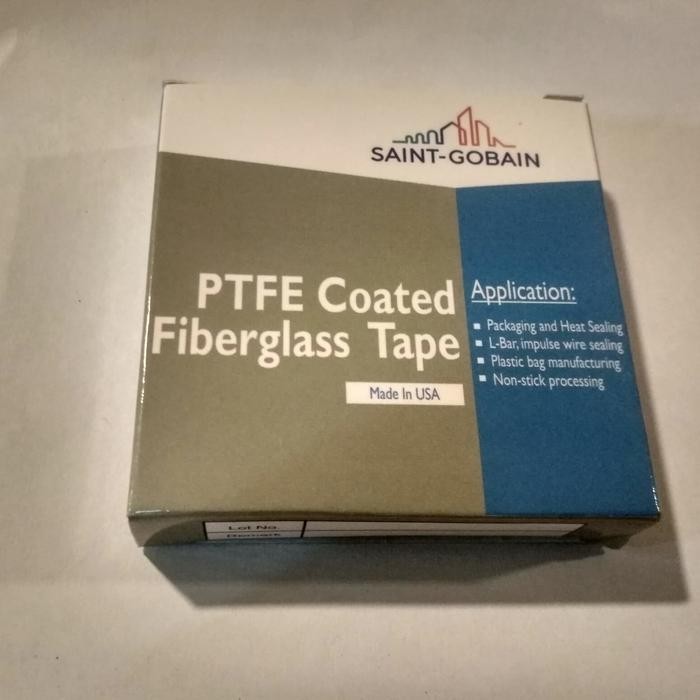 SAINT-GOBAIN
PTFE Coated
Fiberglass Tape
Made In USA
Application:
▪ Packaging and Heat Sealing
▪ L-Bar, impulse wire sealing
▪ Plastic bag manufacturing
▪ Non-stick processing
Lot No.
Remark